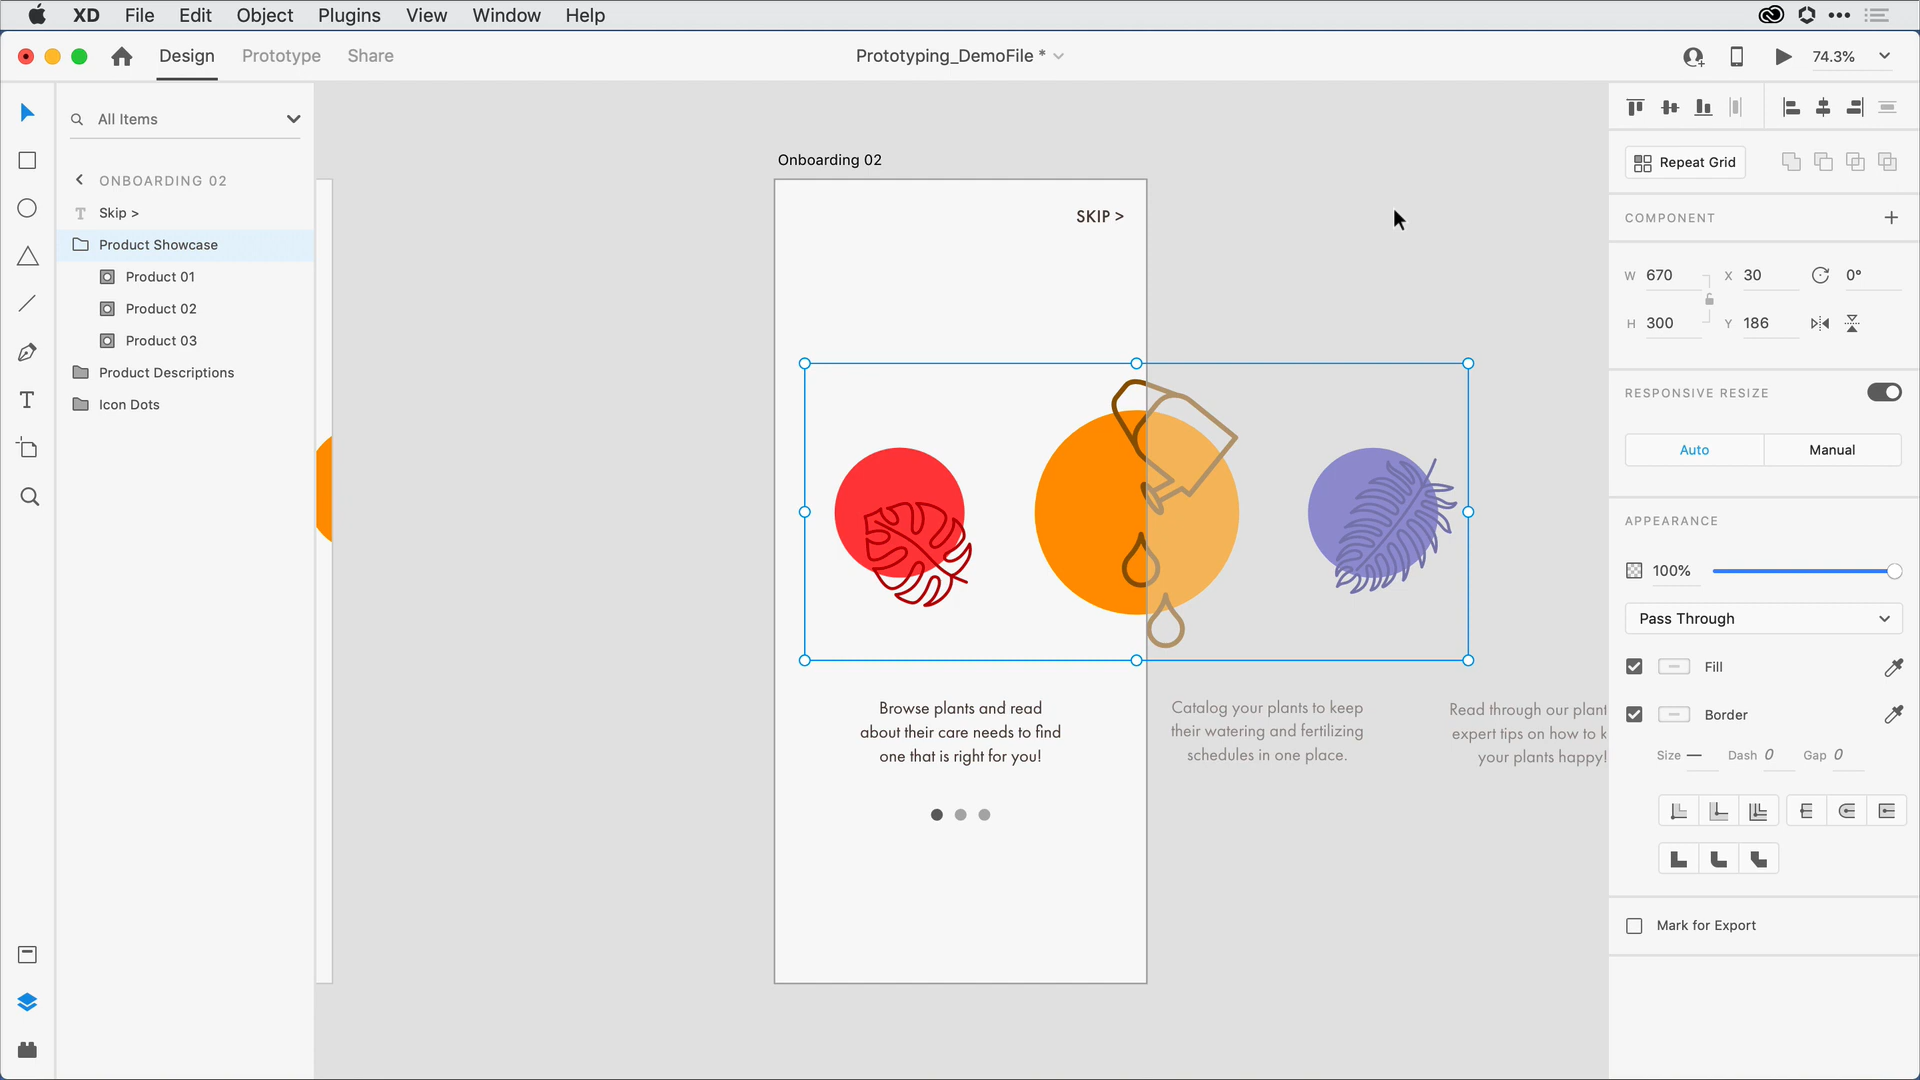 XD File Edit Object Plugins View Window Help
Design Prototype Share
Prototyping_DemoFile *
74.3%
All Items
ONBOARDING 02
Skip >
Product Showcase
Product 01
Product 02
Product 03
Product Descriptions
Icon Dots
Onboarding 02
SKIP >
Browse plants and read
about their care needs to find
one that is right for you!
Catalog your plants to keep
their watering and fertilizing
schedules in one place.
Read through our plant
expert tips on how to k
your plants happy!
Repeat Grid
COMPONENT
W 670 X 30 0°
H 300 Y 186
RESPONSIVE RESIZE
Auto Manual
APPEARANCE
100%
Pass Through
Fill
Border
Size — Dash 0 Gap 0
Mark for Export